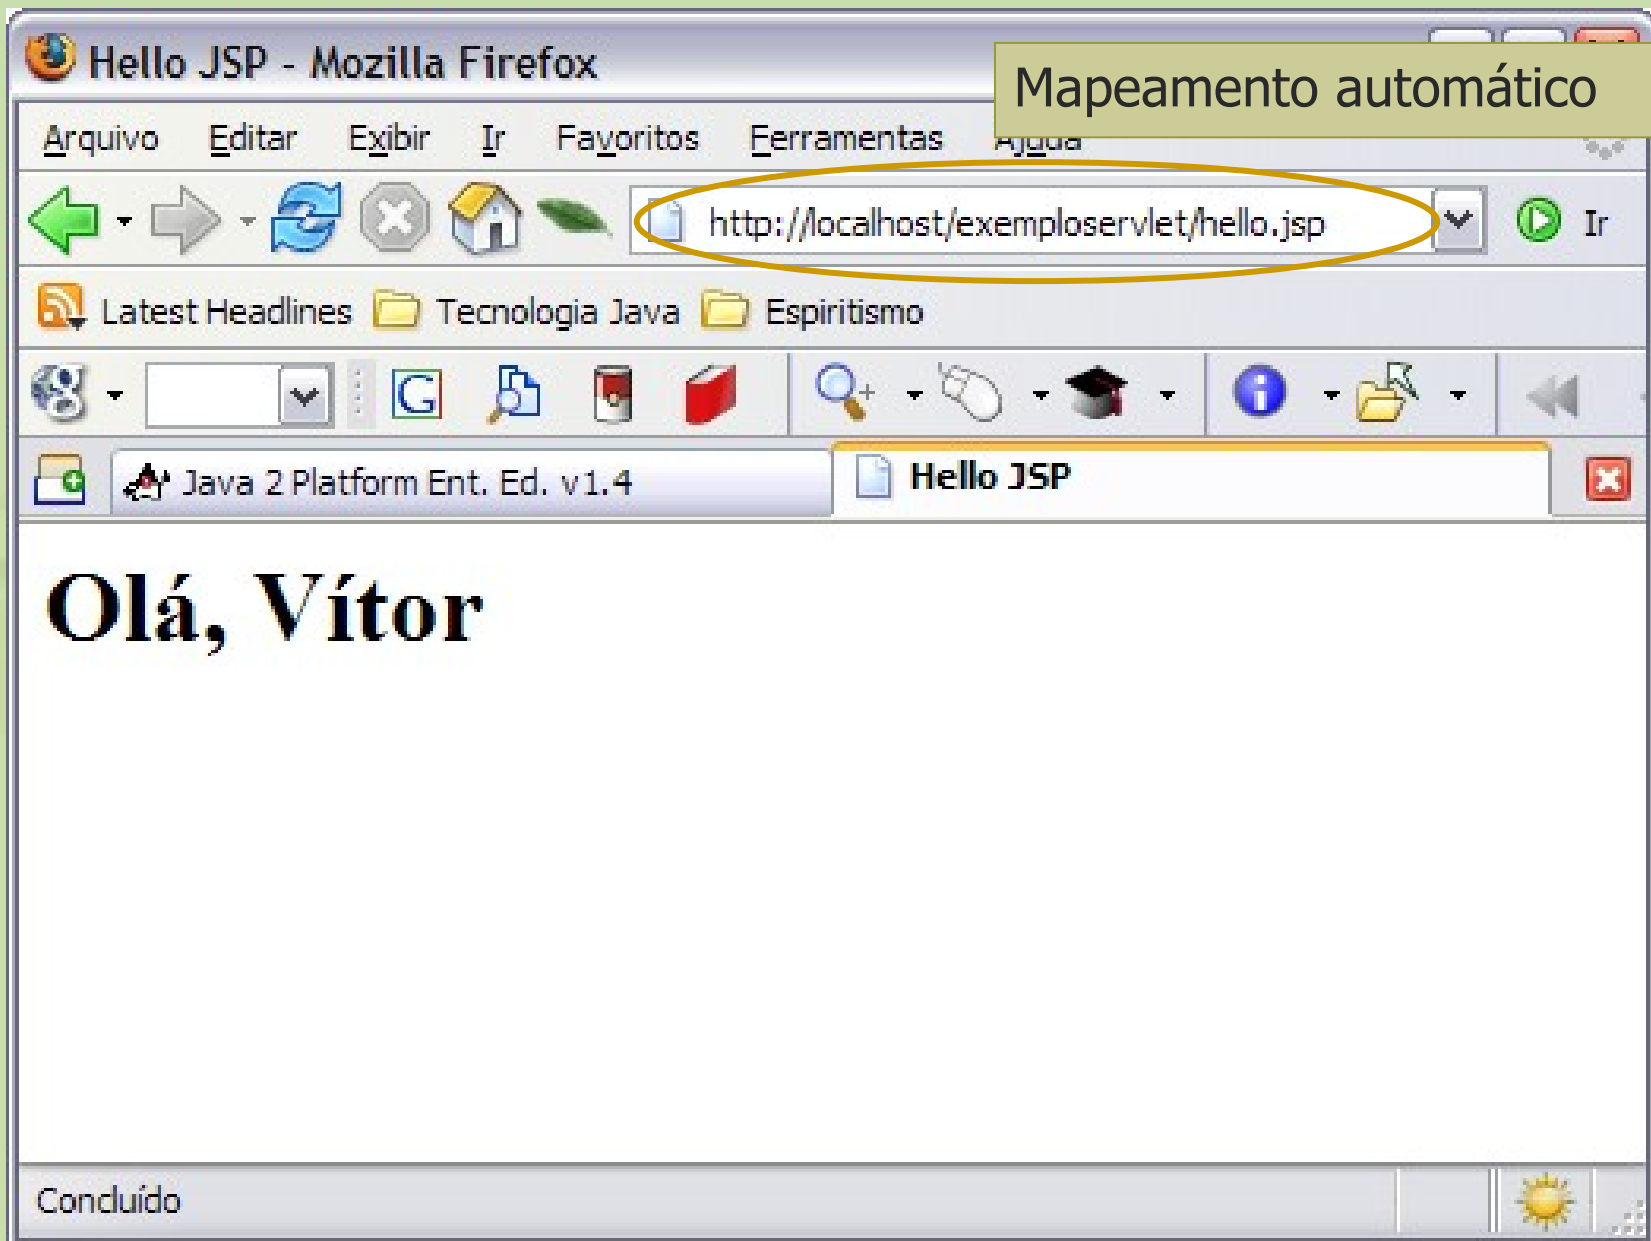 Hello JSP - Mozilla Firefox
Mapeamento automático
Arquivo Editar Exibir Ir Favoritos Ferramentas Ajuda
http://localhost/exemploservlet/hello.jsp Ir
Latest Headlines Tecnologia Java Espiritismo
G
Java 2 Platform Ent. Ed. v1.4 Hello JSP
Olá, Vítor
Concluído